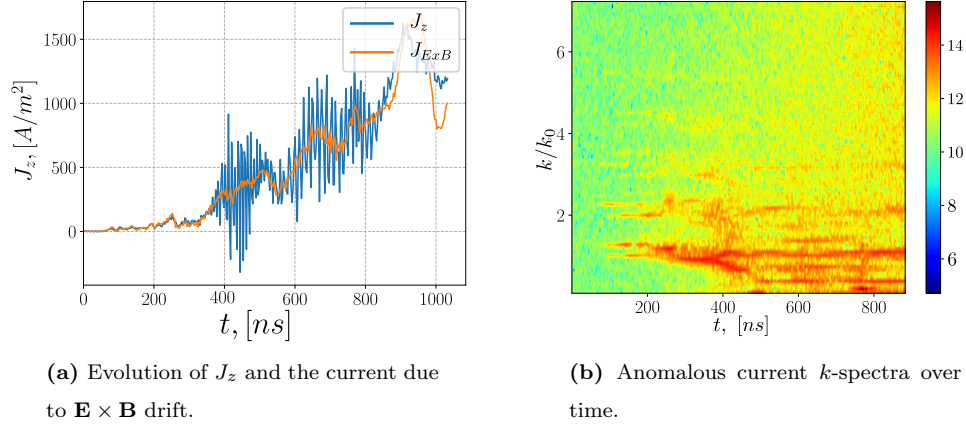 1500
1000
500
0
J_z, [A/m^2]
J_z
J_{ExB}
0 200 400 600 800 1000
t, [ns]
6
4
2
k/k_0
200 400 600 800
t, [ns]
14
12
10
8
6
(a) Evolution of J_z and the current due
to E × B drift.
(b) Anomalous current k-spectra over
time.